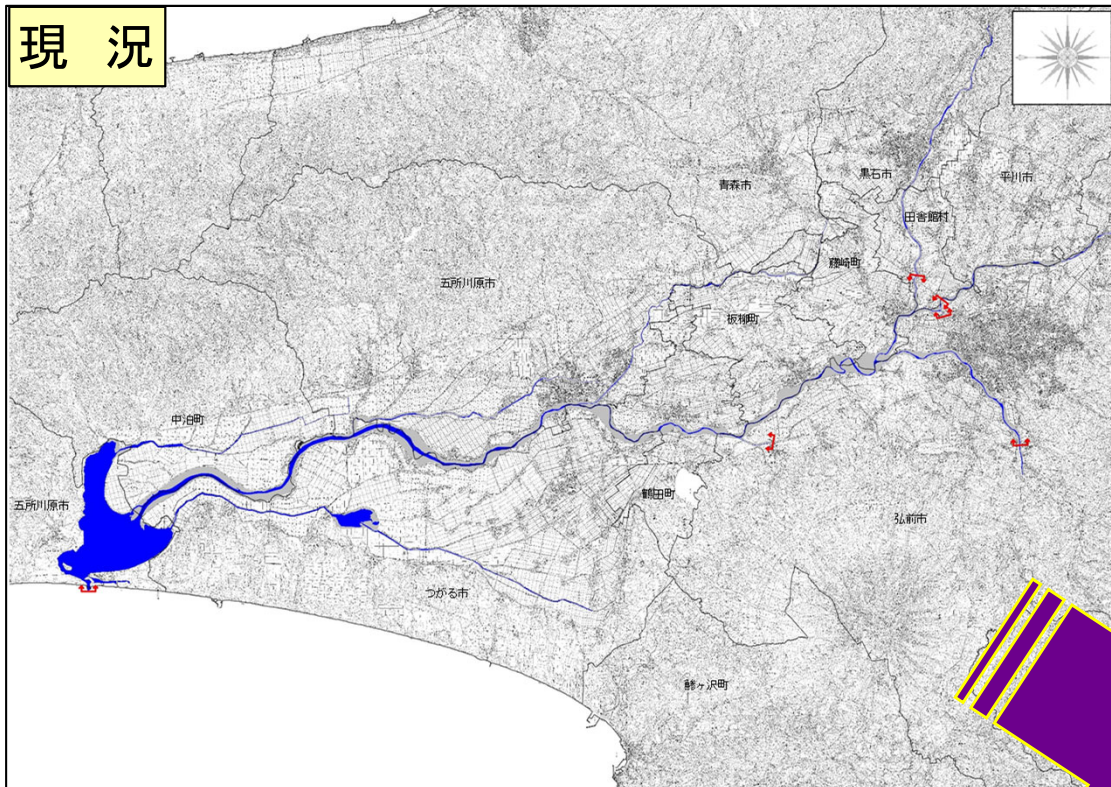 現 況
青森市
黒石市
平川市
田舎館村
藤崎町
五所川原市
板柳町
中泊町
鶴田町
五所川原市
弘前市
つがる市
鰺ヶ沢町